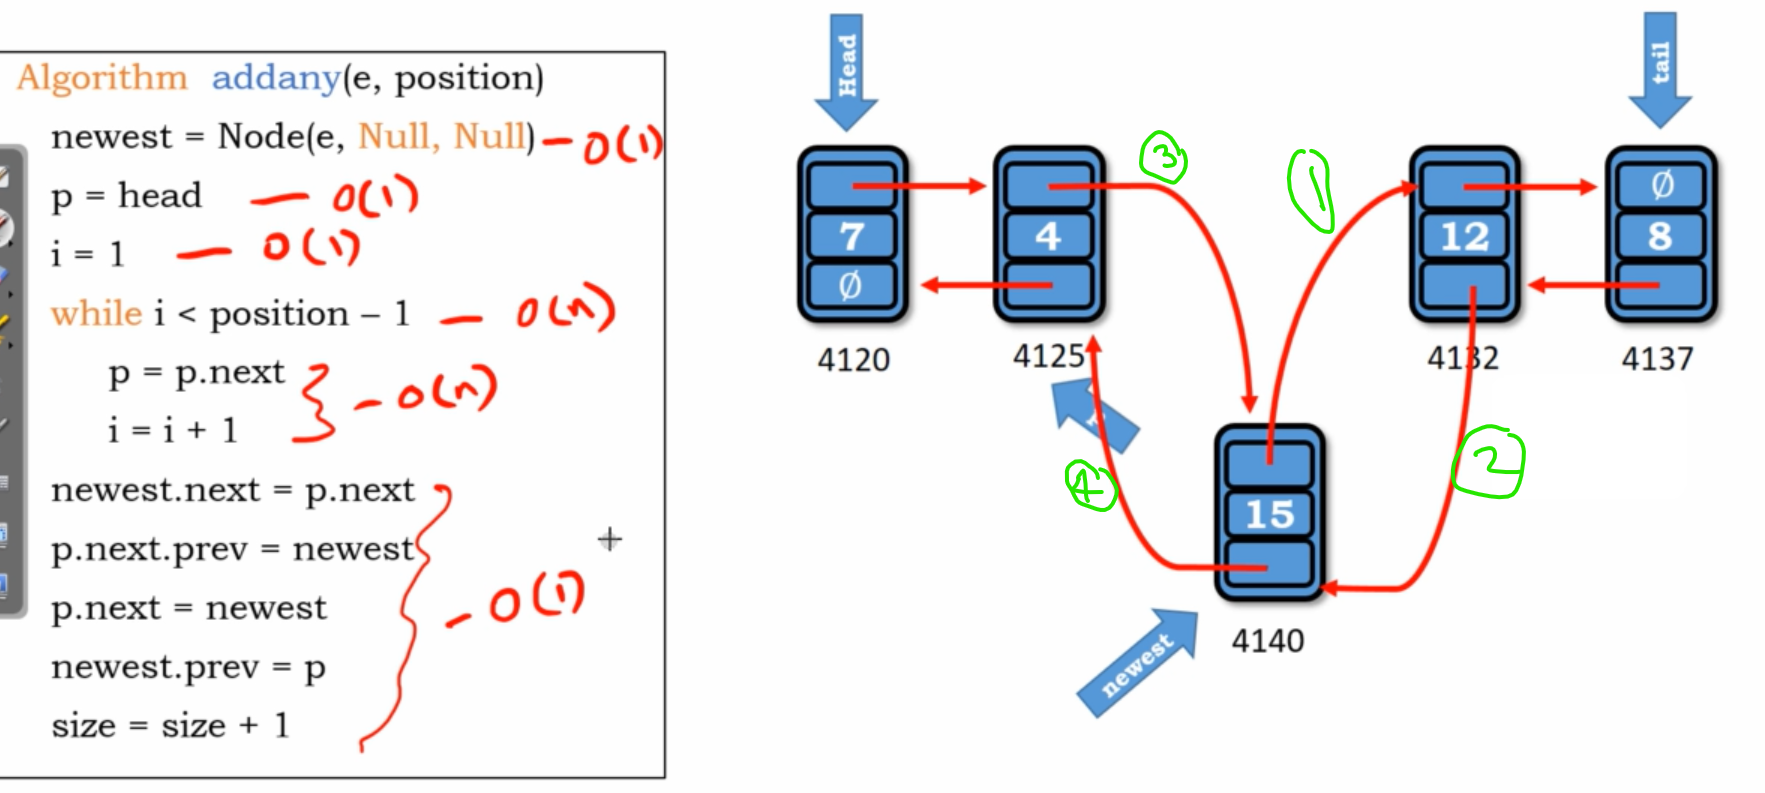 Algorithm addany(e, position)
newest = Node(e, Null, Null) – O(1)
p = head – O(1)
i = 1 – O(1)
while i < position – 1 – O(n)
p = p.next
i = i + 1 } – O(n)
newest.next = p.next
p.next.prev = newest
p.next = newest – O(1)
newest.prev = p
size = size + 1
Head
tail
3
1
∅
7
4
12
8
∅
4120
4125
4132
4137
4
2
15
4140
newest